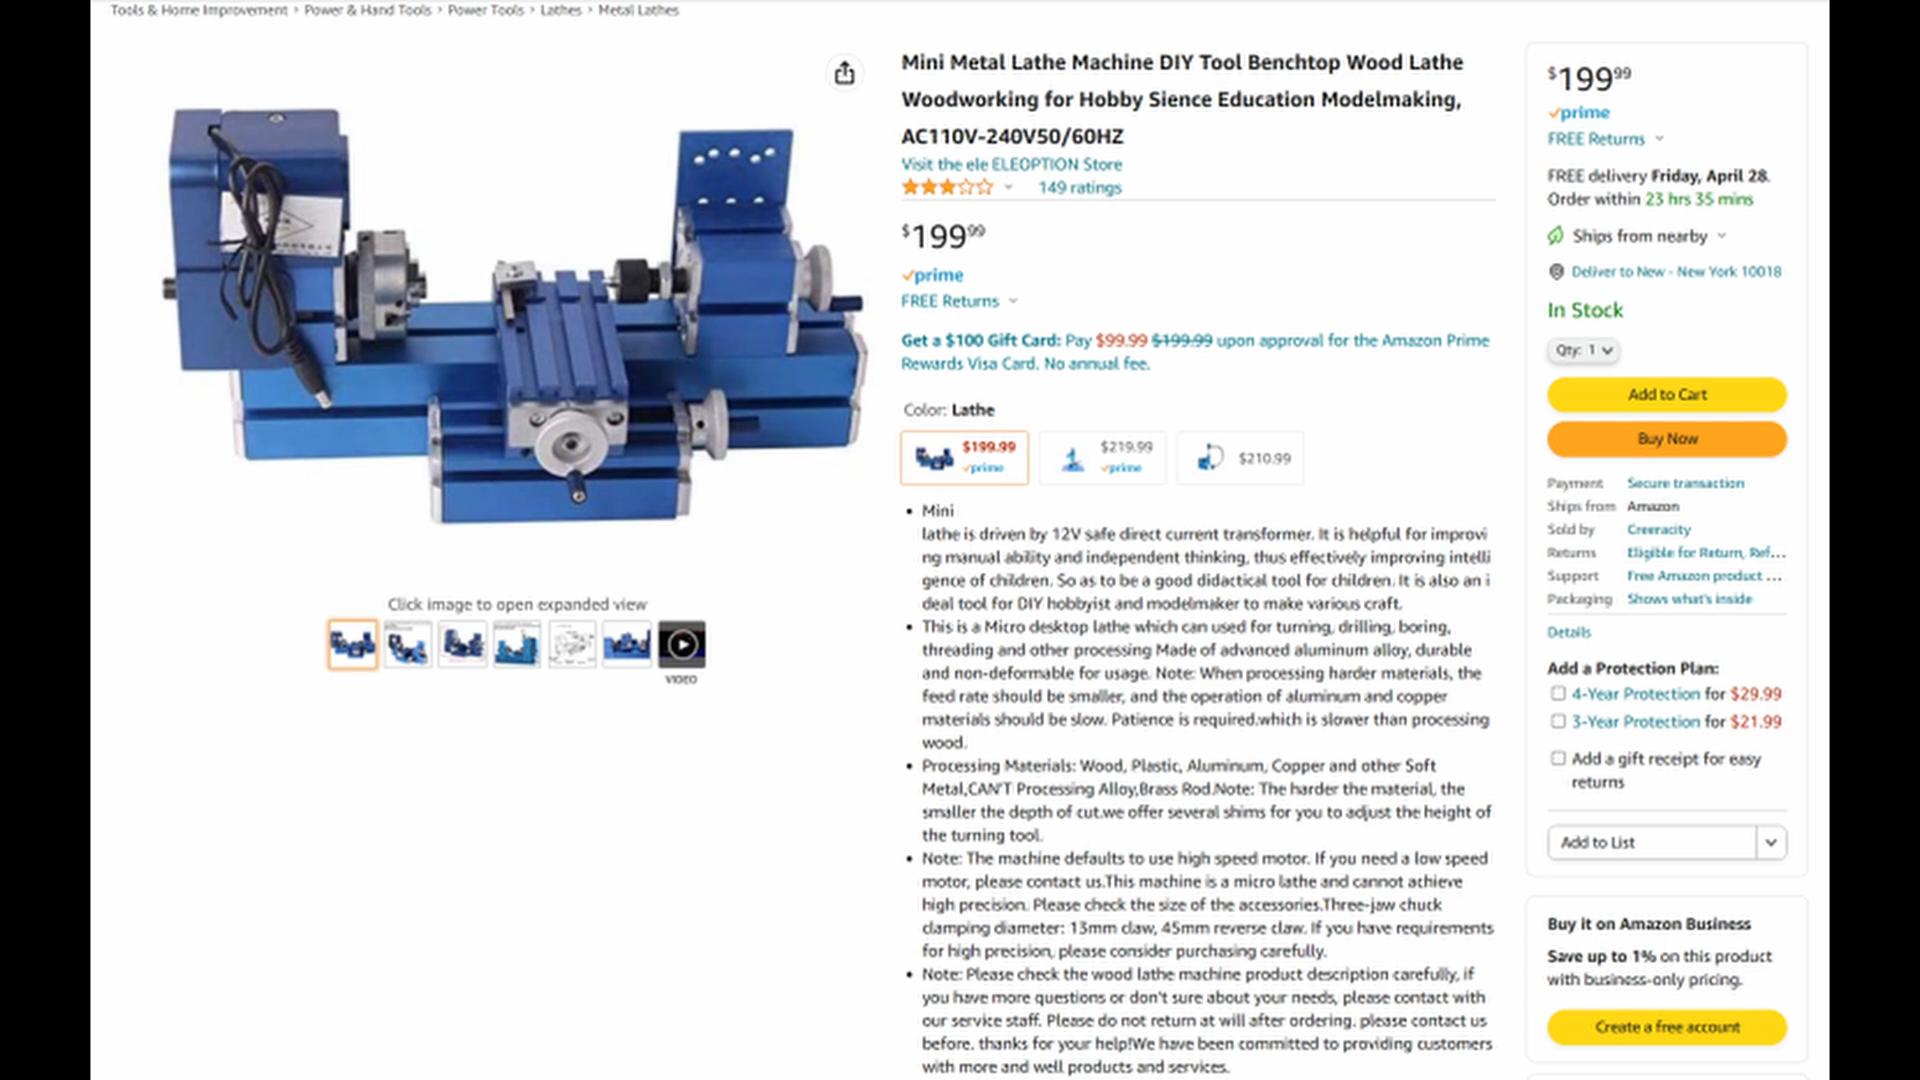 Tools & Home Improvement › Power & Hand Tools › Power Tools › Lathes › Metal Lathes
Mini Metal Lathe Machine DIY Tool Benchtop Wood Lathe
Woodworking for Hobby Sience Education Modelmaking,
AC110V-240V50/60HZ
Visit the ele ELEOPTION Store
149 ratings
$199.99
prime
FREE Returns
Get a $100 Gift Card: Pay $99.99 $199.99 upon approval for the Amazon Prime
Rewards Visa Card. No annual fee.
Color: Lathe
$199.99
prime
$219.99
prime
$210.99
• Mini
lathe is driven by 12V safe direct current transformer. It is helpful for improvi
ng manual ability and independent thinking, thus effectively improving intelli
gence of children. So as to be a good didactical tool for children. It is also an i
deal tool for DIY hobbyist and modelmaker to make various craft.
• This is a Micro desktop lathe which can used for turning, drilling, boring,
threading and other processing Made of advanced aluminum alloy, durable
and non-deformable for usage. Note: When processing harder materials, the
feed rate should be smaller, and the operation of aluminum and copper
materials should be slow. Patience is required.which is slower than processing
wood.
• Processing Materials: Wood, Plastic, Aluminum, Copper and other Soft
Metal,CAN'T Processing Alloy,Brass Rod.Note: The harder the material, the
smaller the depth of cut.we offer several shims for you to adjust the height of
the turning tool.
• Note: The machine defaults to use high speed motor. If you need a low speed
motor, please contact us.This machine is a micro lathe and cannot achieve
high precision. Please check the size of the accessories.Three-jaw chuck
clamping diameter: 13mm claw, 45mm reverse claw. If you have requirements
for high precision, please consider purchasing carefully.
• Note: Please check the wood lathe machine product description carefully, if
you have more questions or don't sure about your needs, please contact with
our service staff. Please do not return at will after ordering, please contact us
before. thanks for your help!We have been committed to providing customers
with more and well products and services.
Click image to open expanded view
VIDEO
$199.99
prime
FREE Returns
FREE delivery Friday, April 28.
Order within 23 hrs 35 mins
Ships from nearby
Deliver to New - New York 10018
In Stock
Qty: 1
Add to Cart
Buy Now
Payment Secure transaction
Ships from Amazon
Sold by Creeracity
Returns Eligible for Return, Ref...
Support Free Amazon product ...
Packaging Shows what's inside
Details
Add a Protection Plan:
4-Year Protection for $29.99
3-Year Protection for $21.99
Add a gift receipt for easy
returns
Add to List
Buy it on Amazon Business
Save up to 1% on this product
with business-only pricing.
Create a free account